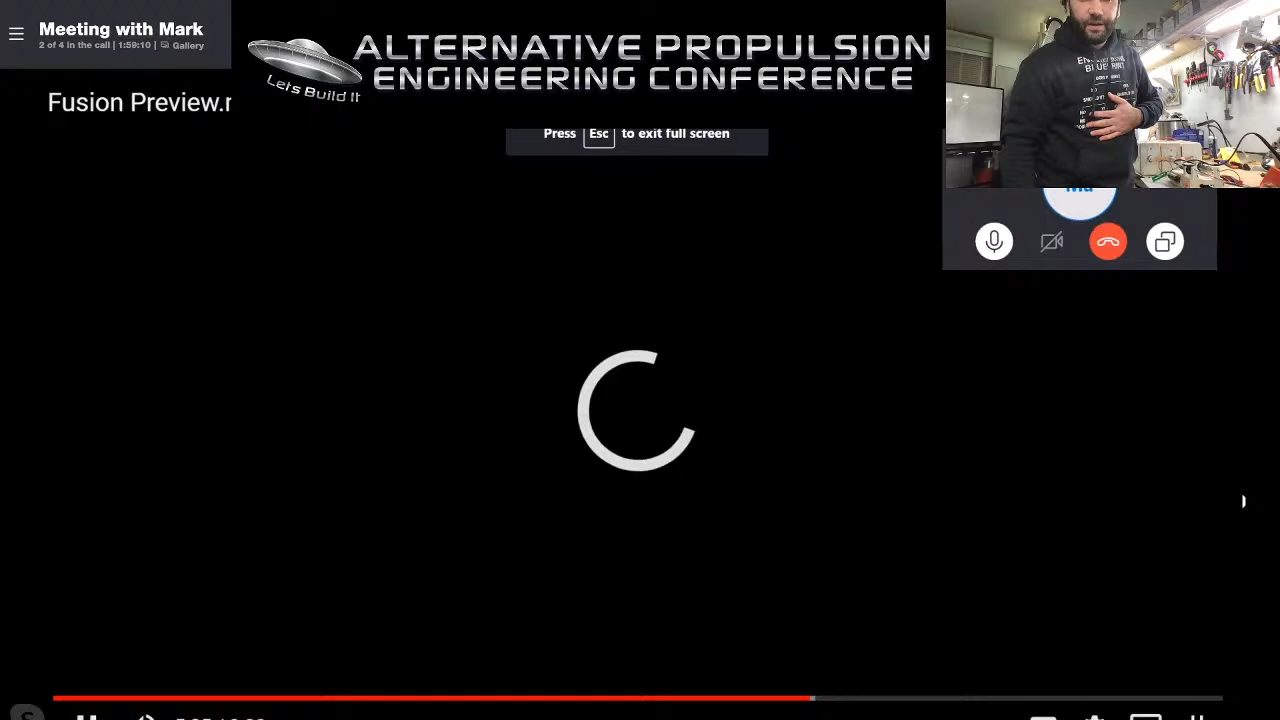 Meeting with Mark
2 of 4 in the call | 1:59:10 | Gallery
ALTERNATIVE PROPULSION
ENGINEERING CONFERENCE
Let's Build It
Fusion Preview.
Press Esc to exit full screen